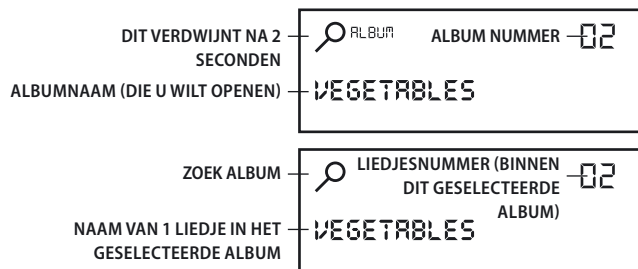 DIT VERDWIJNT NA 2
SECONDEN
ALBUM
ALBUM NUMMER
02
ALBUMNAAM (DIE U WILT OPENEN)
VEGETABLES
ZOEK ALBUM
LIEDJESNUMMER (BINNEN
DIT GESELECTEERDE
ALBUM)
02
NAAM VAN 1 LIEDJE IN HET
GESELECTEERDE ALBUM
VEGETABLES